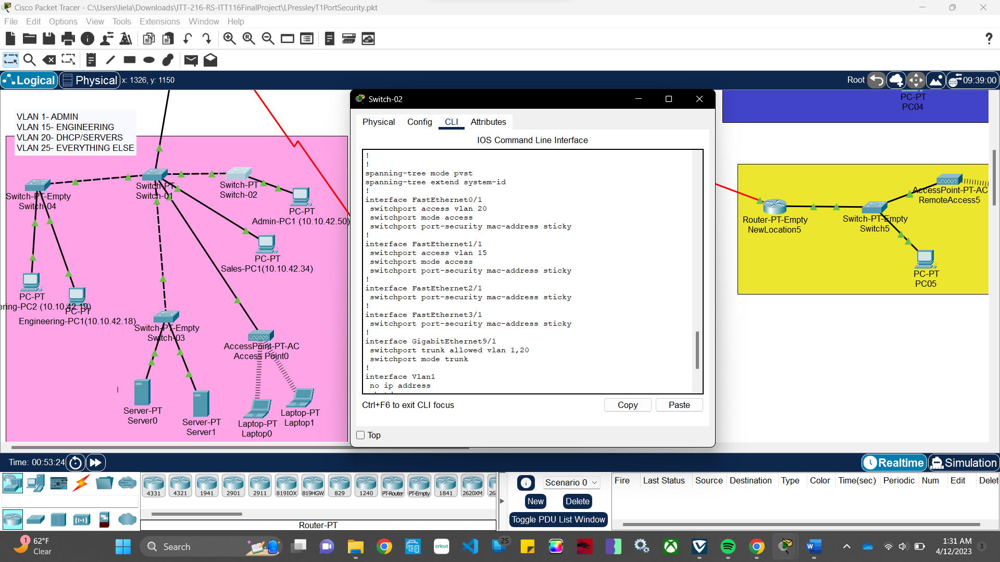 Cisco Packet Tracer - C:\Users\liela\Downloads\ITT-216-RS-ITT116FinalProject\LPressleyT1PortSecurity.pkt
File Edit Options View Tools Extensions Window Help
?
Logical Physical x: 1326, y: 1150
Root 09:39:00
VLAN 1- ADMIN
VLAN 15- ENGINEERING
VLAN 20- DHCP/SERVERS
VLAN 25- EVERYTHING ELSE
Switch-PT-Empty
Switch-04
Switch-PT
Switch-01
Switch-PT
Switch-02
PC-PT
Admin-PC1 (10.10.42.50)
PC-PT
Sales-PC1(10.10.42.34)
PC-PT
ering-PC2 (10.10.42.19)
PC-PT
Engineering-PC1(10.10.42.18)
Switch-PT-Empty
Switch-03
AccessPoint-PT-AC
Access Point0
Server-PT
Server0
Server-PT
Server1
Laptop-PT
Laptop0
Laptop-PT
Laptop1
Switch-02
Physical Config CLI Attributes
IOS Command Line Interface
!
!
spanning-tree mode pvst
spanning-tree extend system-id
!
interface FastEthernet0/1
switchport access vlan 20
switchport mode access
switchport port-security mac-address sticky
!
interface FastEthernet1/1
switchport access vlan 15
switchport mode access
switchport port-security mac-address sticky
!
interface FastEthernet2/1
switchport port-security mac-address sticky
!
interface FastEthernet3/1
switchport port-security mac-address sticky
!
interface GigabitEthernet9/1
switchport trunk allowed vlan 1,20
switchport mode trunk
!
interface Vlan1
no ip address
Ctrl+F6 to exit CLI focus
Copy Paste
Top
PC-PT
PC04
AccessPoint-PT-AC
RemoteAccess5
Router-PT-Empty
NewLocation5
Switch-PT-Empty
Switch5
PC-PT
PC05
Time: 00:53:24
Realtime Simulation
4331 4321 1941 2901 2911 819IOX 819HGW 829 1240 PT-Router PT-Empty 1841 2620XM 26
Router-PT
Scenario 0
New Delete
Toggle PDU List Window
Fire Last Status Source Destination Type Color Time(sec) Periodic Num Edit Delet
1
62°F
Clear
Search
cricut
25
1:31 AM
4/12/2023
3